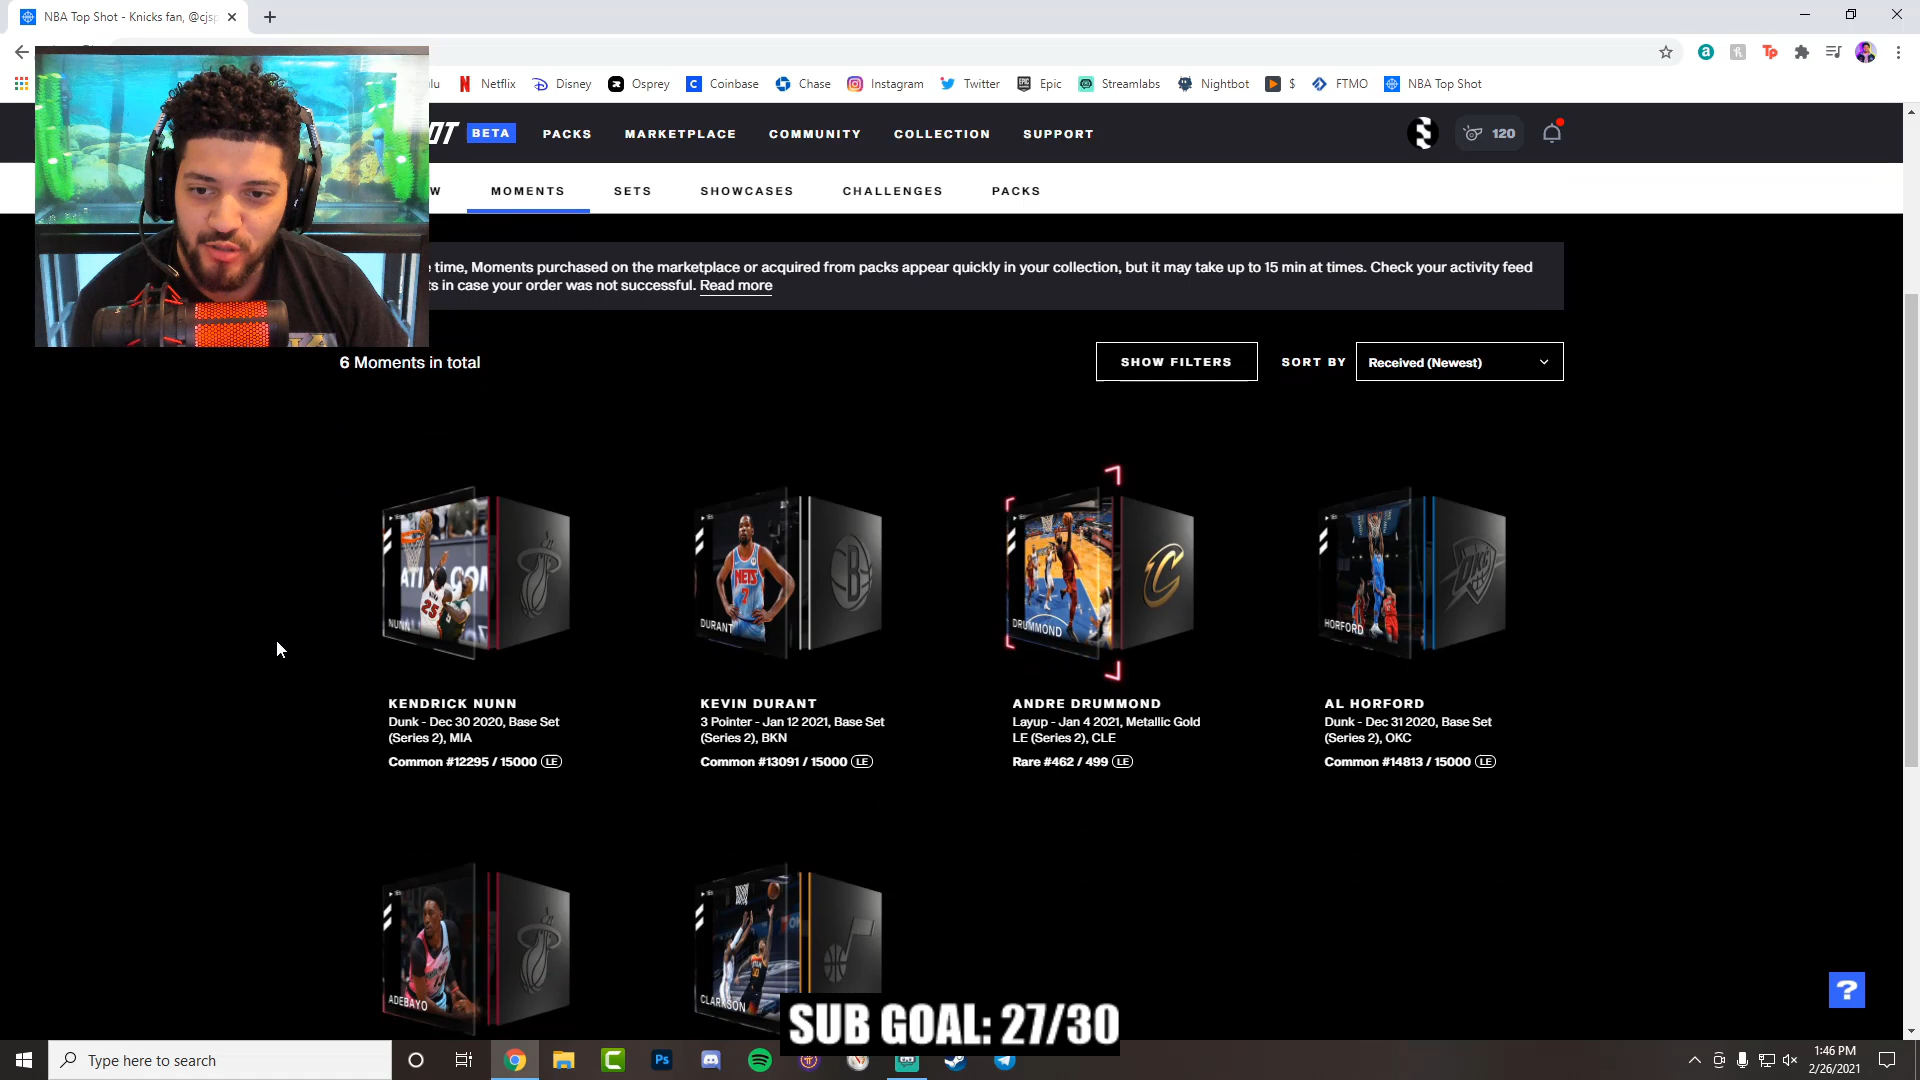 NBA Top Shot - Knicks fan, @cjsp
lu
Netflix
Disney
Osprey
Coinbase
Chase
Instagram
Twitter
Epic
Streamlabs
Nightbot
$
FTMO
NBA Top Shot
OT BETA PACKS MARKETPLACE COMMUNITY COLLECTION SUPPORT 120
W MOMENTS SETS SHOWCASES CHALLENGES PACKS
time, Moments purchased on the marketplace or acquired from packs appear quickly in your collection, but it may take up to 15 min at times. Check your activity feed
ts in case your order was not successful. Read more
6 Moments in total
SHOW FILTERS
SORT BY Received (Newest)
NUNN
DURANT
DRUMMOND
HORFORD
KENDRICK NUNN
Dunk - Dec 30 2020, Base Set
(Series 2), MIA
Common #12295 / 15000 LE
KEVIN DURANT
3 Pointer - Jan 12 2021, Base Set
(Series 2), BKN
Common #13091 / 15000 LE
ANDRE DRUMMOND
Layup - Jan 4 2021, Metallic Gold
LE (Series 2), CLE
Rare #462 / 499 LE
AL HORFORD
Dunk - Dec 31 2020, Base Set
(Series 2), OKC
Common #14813 / 15000 LE
ADEBAYO
CLARKSON
SUB GOAL: 27/30
?
Type here to search
1:46 PM
2/26/2021